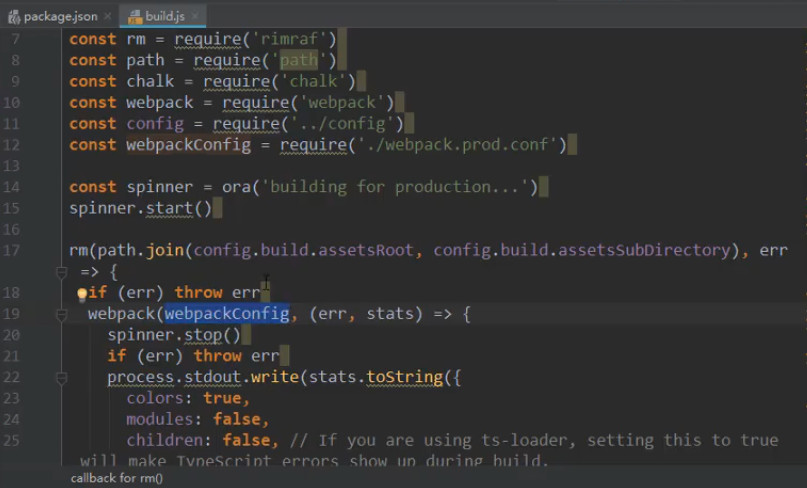 package.json × build.js ×
7 const rm = require('rimraf')
8 const path = require('path')
9 const chalk = require('chalk')
10 const webpack = require('webpack')
11 const config = require('../config')
12 const webpackConfig = require('./webpack.prod.conf')
13
14 const spinner = ora('building for production...')
15 spinner.start()
16
17 rm(path.join(config.build.assetsRoot, config.build.assetsSubDirectory), err
=> {
18 if (err) throw err
19 webpack(webpackConfig, (err, stats) => {
20 spinner.stop()
21 if (err) throw err
22 process.stdout.write(stats.toString({
23 colors: true,
24 modules: false,
25 children: false, // If you are using ts-loader, setting this to true
will make TypeScript errors show up during build.
callback for rm()